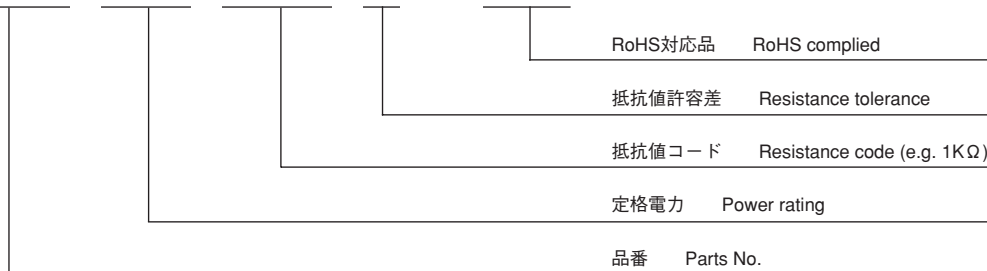 RoHS対応品 RoHS complied
抵抗値許容差 Resistance tolerance
抵抗値コード Resistance code (e.g. 1KΩ)
定格電力 Power rating
品番 Parts No.